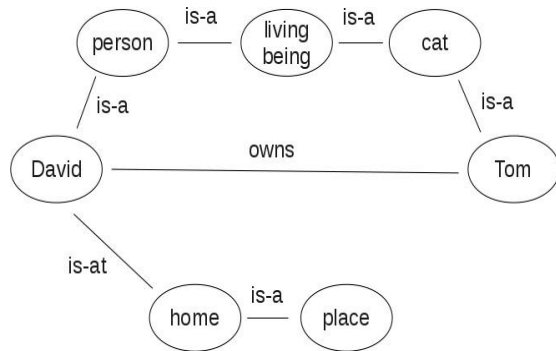 is-a
is-a
person
living
being
cat
is-a
is-a
owns
David
Tom
is-at
is-a
home
place